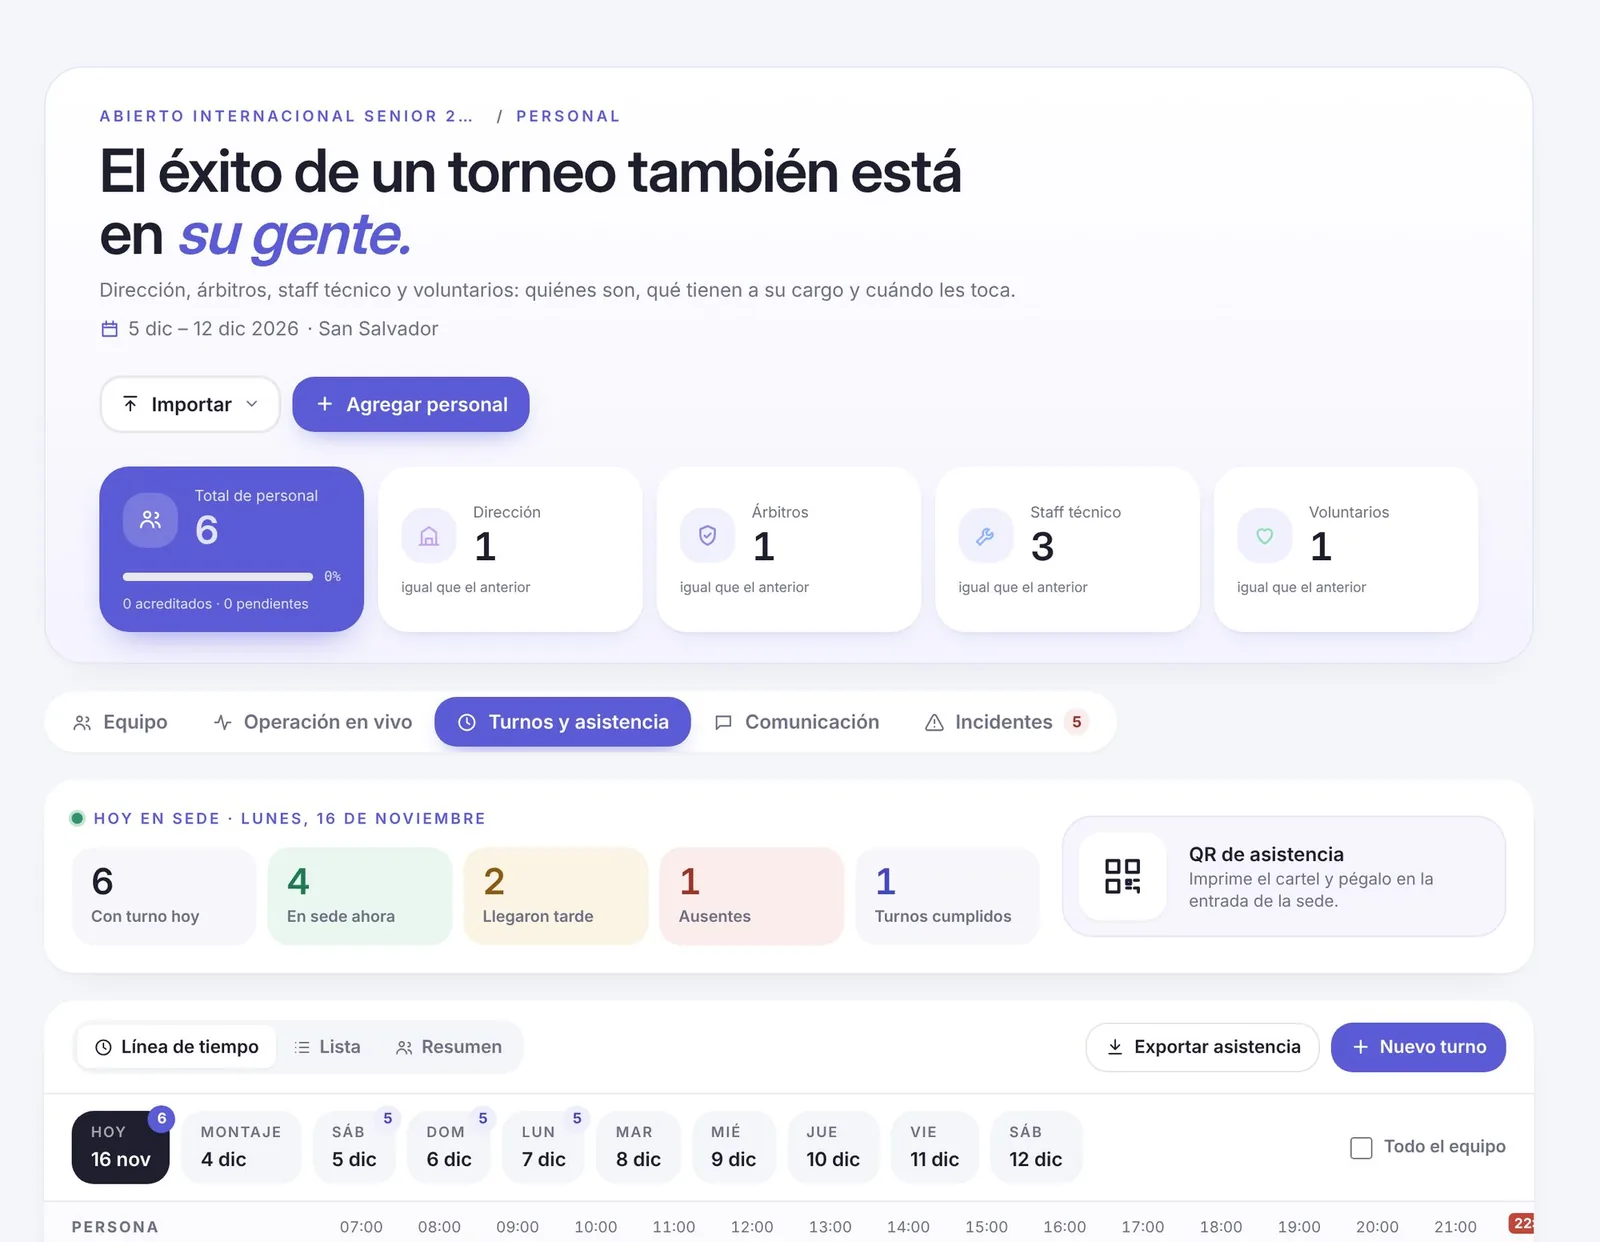 ABIERTO INTERNACIONAL SENIOR 2… / PERSONAL
El éxito de un torneo también está
en su gente.
Dirección, árbitros, staff técnico y voluntarios: quiénes son, qué tienen a su cargo y cuándo les toca.
5 dic – 12 dic 2026 · San Salvador
Importar
Agregar personal
Total de personal
6
0%
0 acreditados · 0 pendientes
Dirección
1
igual que el anterior
Árbitros
1
igual que el anterior
Staff técnico
3
igual que el anterior
Voluntarios
1
igual que el anterior
Equipo
Operación en vivo
Turnos y asistencia
Comunicación
Incidentes 5
HOY EN SEDE · LUNES, 16 DE NOVIEMBRE
6
Con turno hoy
4
En sede ahora
2
Llegaron tarde
1
Ausentes
1
Turnos cumplidos
QR de asistencia
Imprime el cartel y pégalo en la
entrada de la sede.
Línea de tiempo
Lista
Resumen
Exportar asistencia
Nuevo turno
HOY 6
16 nov
MONTAJE
4 dic
SÁB 5
5 dic
DOM 5
6 dic
LUN 5
7 dic
MAR
8 dic
MIÉ
9 dic
JUE
10 dic
VIE
11 dic
SÁB
12 dic
Todo el equipo
PERSONA 07:00 08:00 09:00 10:00 11:00 12:00 13:00 14:00 15:00 16:00 17:00 18:00 19:00 20:00 21:00